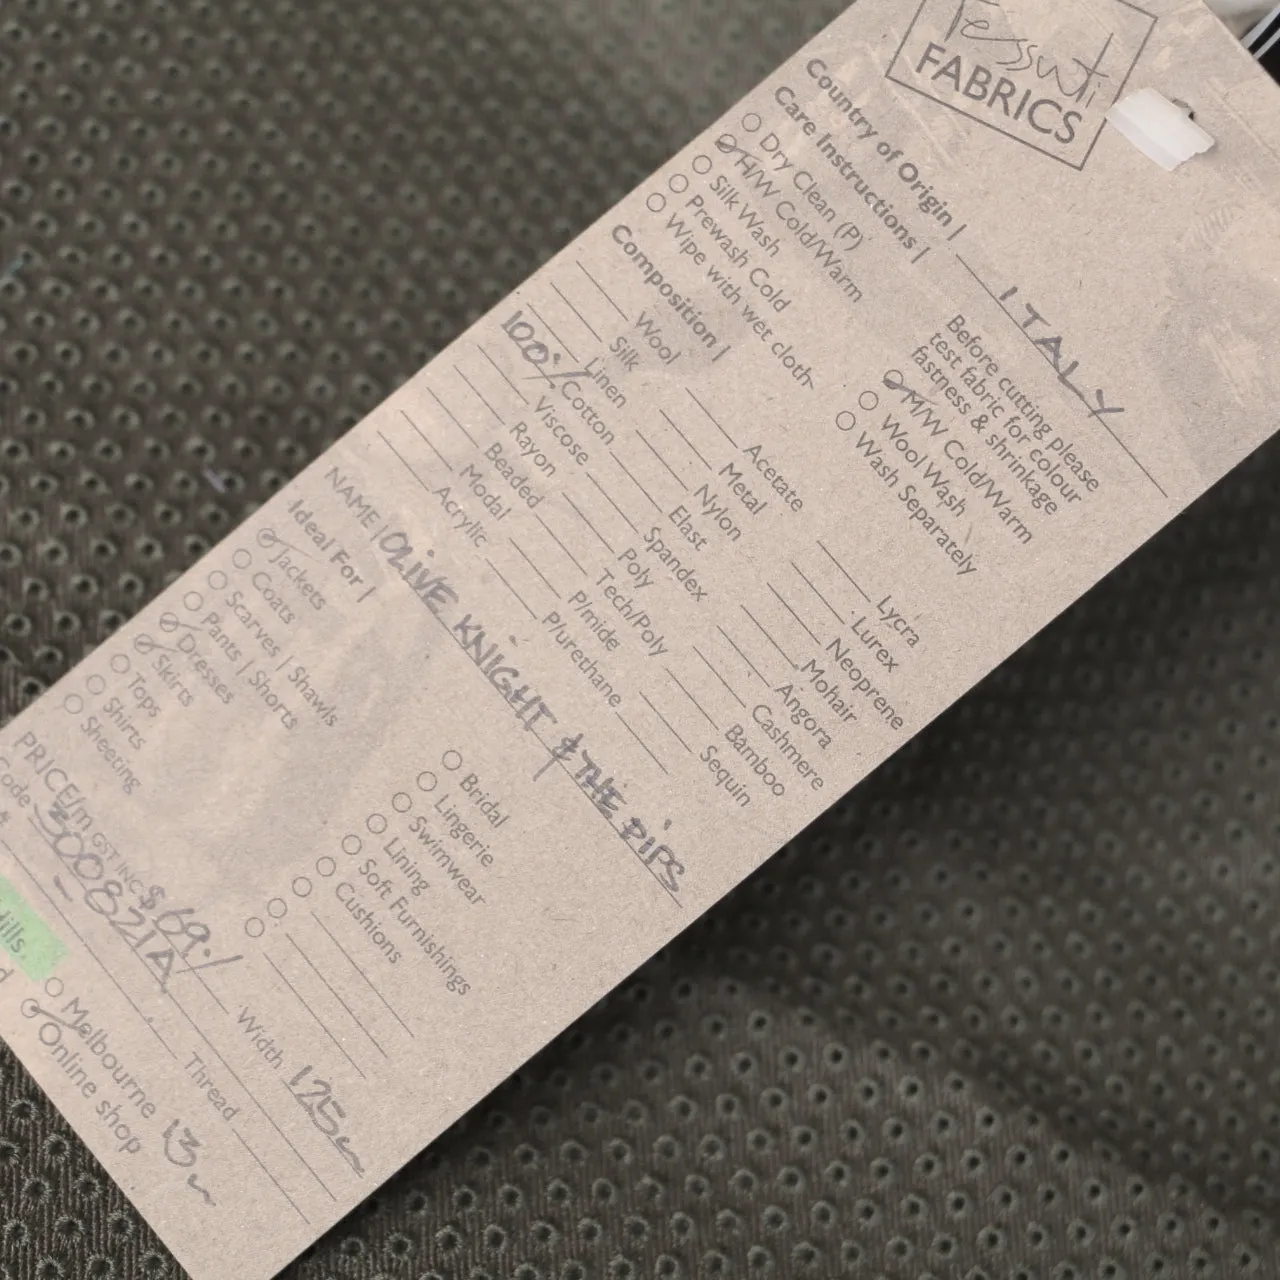 Tessuti
FABRICS
Country of Origin | ITALY
Care Instructions |
Before cutting please
test fabric for colour
fastness & shrinkage
Dry Clean (P)
H/W Cold/Warm
Silk Wash
Prewash Cold
Wipe with wet cloth
M/W Cold/Warm
Wool Wash
Wash Separately
Composition |
Wool
Silk
Linen
100% Cotton
Viscose
Rayon
Beaded
Modal
Acrylic
Acetate
Metal
Nylon
Elast
Spandex
Poly
Tech/Poly
P/mide
P/urethane
Lycra
Lurex
Neoprene
Mohair
Angora
Cashmere
Bamboo
Sequin
NAME | OLIVE KNIGHT & THE PIPS
Ideal For |
Jackets
Coats
Scarves | Shawls
Pants | Shorts
Dresses
Skirts
Tops
Shirts
Sheeting
Bridal
Lingerie
Swimwear
Lining
Soft Furnishings
Cushions
PRICE/m GST INC $69./
Width 125cm
Code 300821A
Thread
Melbourne
Online shop 13m